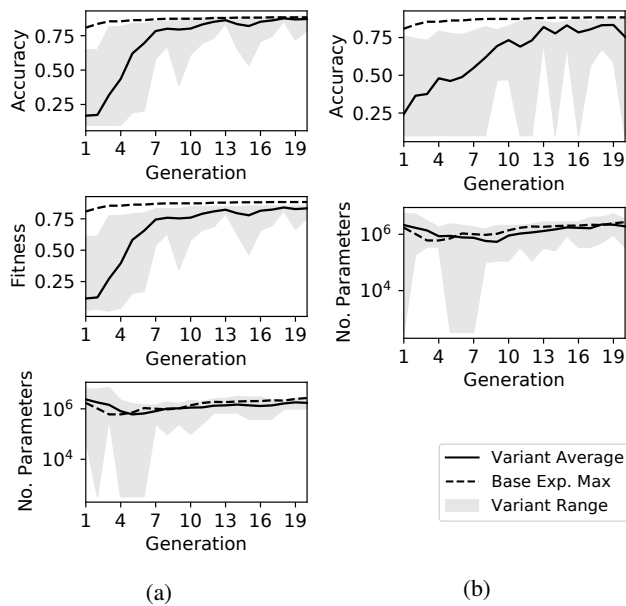 Accuracy
0.75
0.50
0.25
1 4 7 10 13 16 19
Generation
Fitness
0.75
0.50
0.25
1 4 7 10 13 16 19
Generation
No. Parameters
10^6
10^4
1 4 7 10 13 16 19
Generation
(a)
Accuracy
0.75
0.50
0.25
1 4 7 10 13 16 19
Generation
No. Parameters
10^6
10^4
1 4 7 10 13 16 19
Generation
Variant Average
Base Exp. Max
Variant Range
(b)